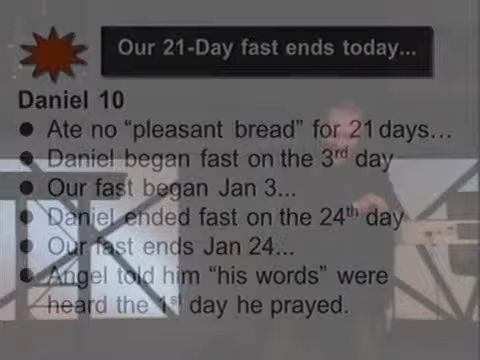 Our 21-Day fast ends today...
Daniel 10
● Ate no “pleasant bread” for 21 days…
● Daniel began fast on the 3rd day
● Our fast began Jan 3...
● Daniel ended fast on the 24th day
● Our fast ends Jan 24...
● Angel told him “his words” were
heard the 1st day he prayed.